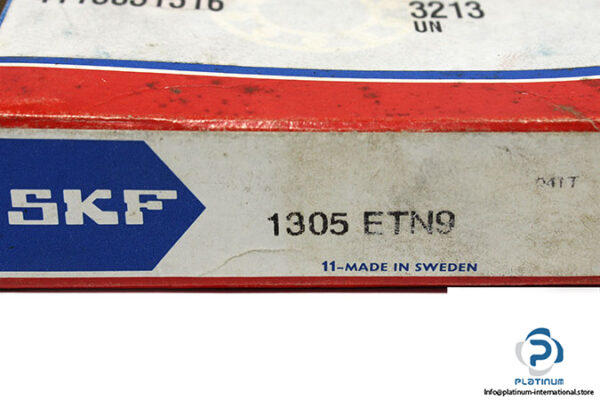 3213
UN
SKF
1305 ETN9
11-MADE IN SWEDEN
PLATINUM
Info@platinum-international.store